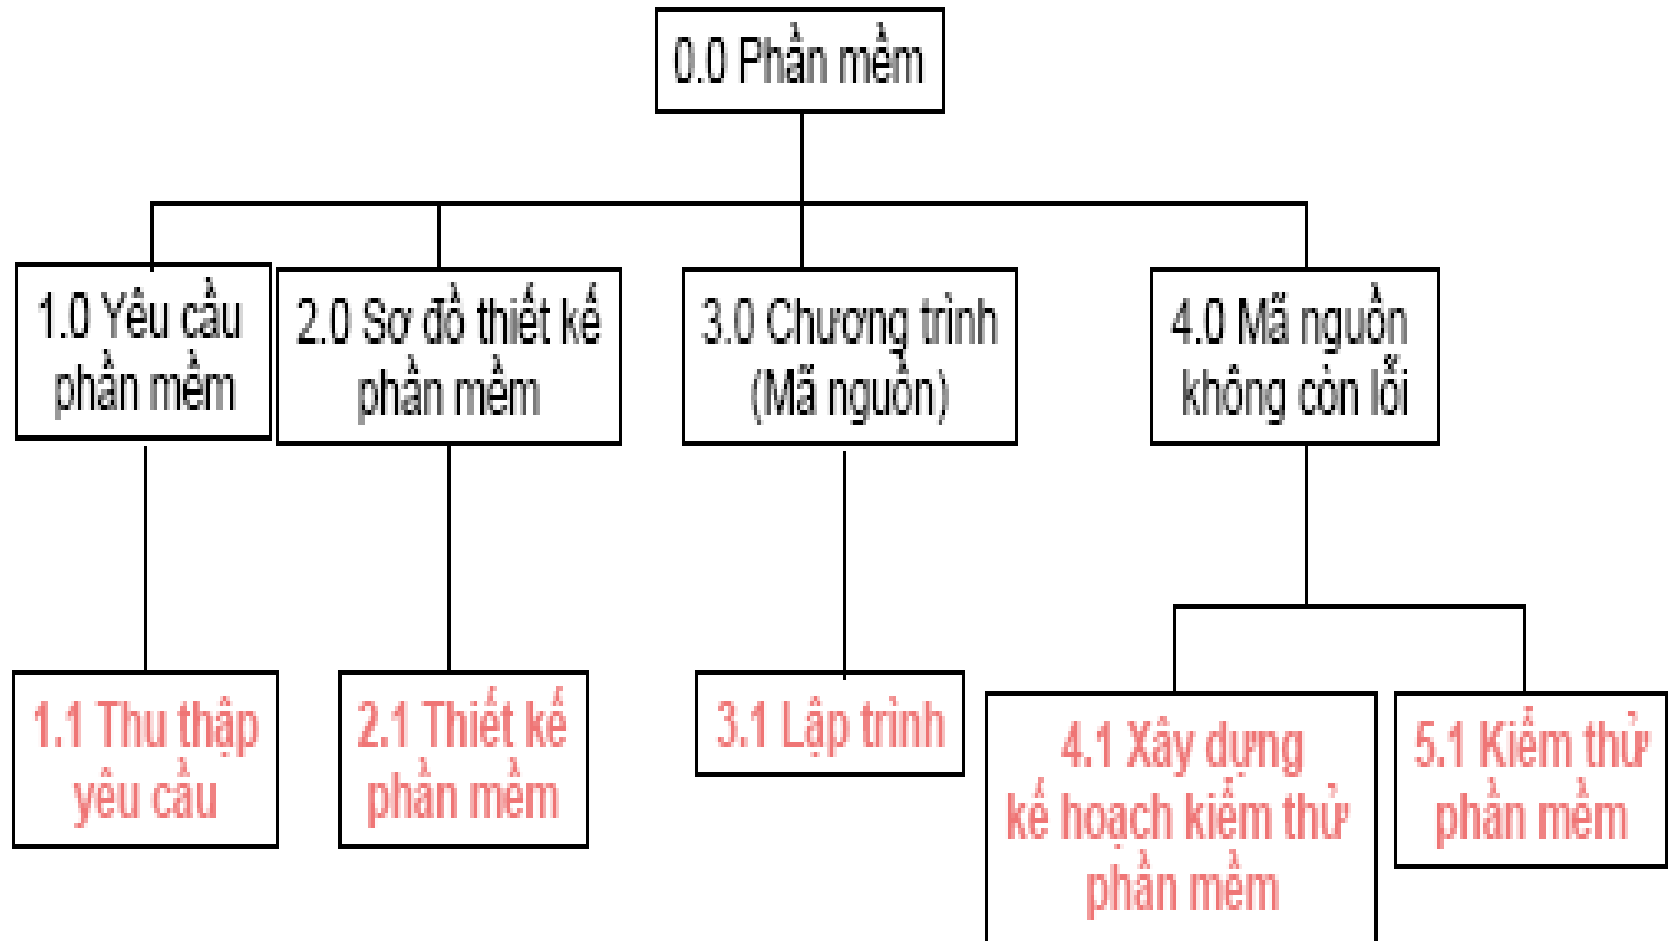 0.0 Phần mềm
1.0 Yêu cầu
phần mềm
2.0 Sơ đồ thiết kế
phần mềm
3.0 Chương trình
(Mã nguồn)
4.0 Mã nguồn
không còn lỗi
1.1 Thu thập
yêu cầu
2.1 Thiết kế
phần mềm
3.1 Lập trình
4.1 Xây dựng
kế hoạch kiểm thử
phần mềm
5.1 Kiểm thử
phần mềm